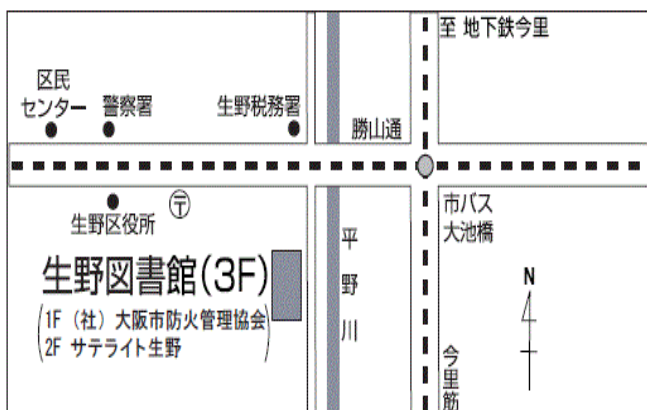 至 地下鉄今里
区民
センター
警察署
生野税務署
勝山通
生野区役所
〒
市バス
大池橋
平野川
生野図書館(3F)
(1F (社) 大阪市防火管理協会
2F サテライト生野)
N
今里筋